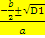 -b/2 ± √D1
a